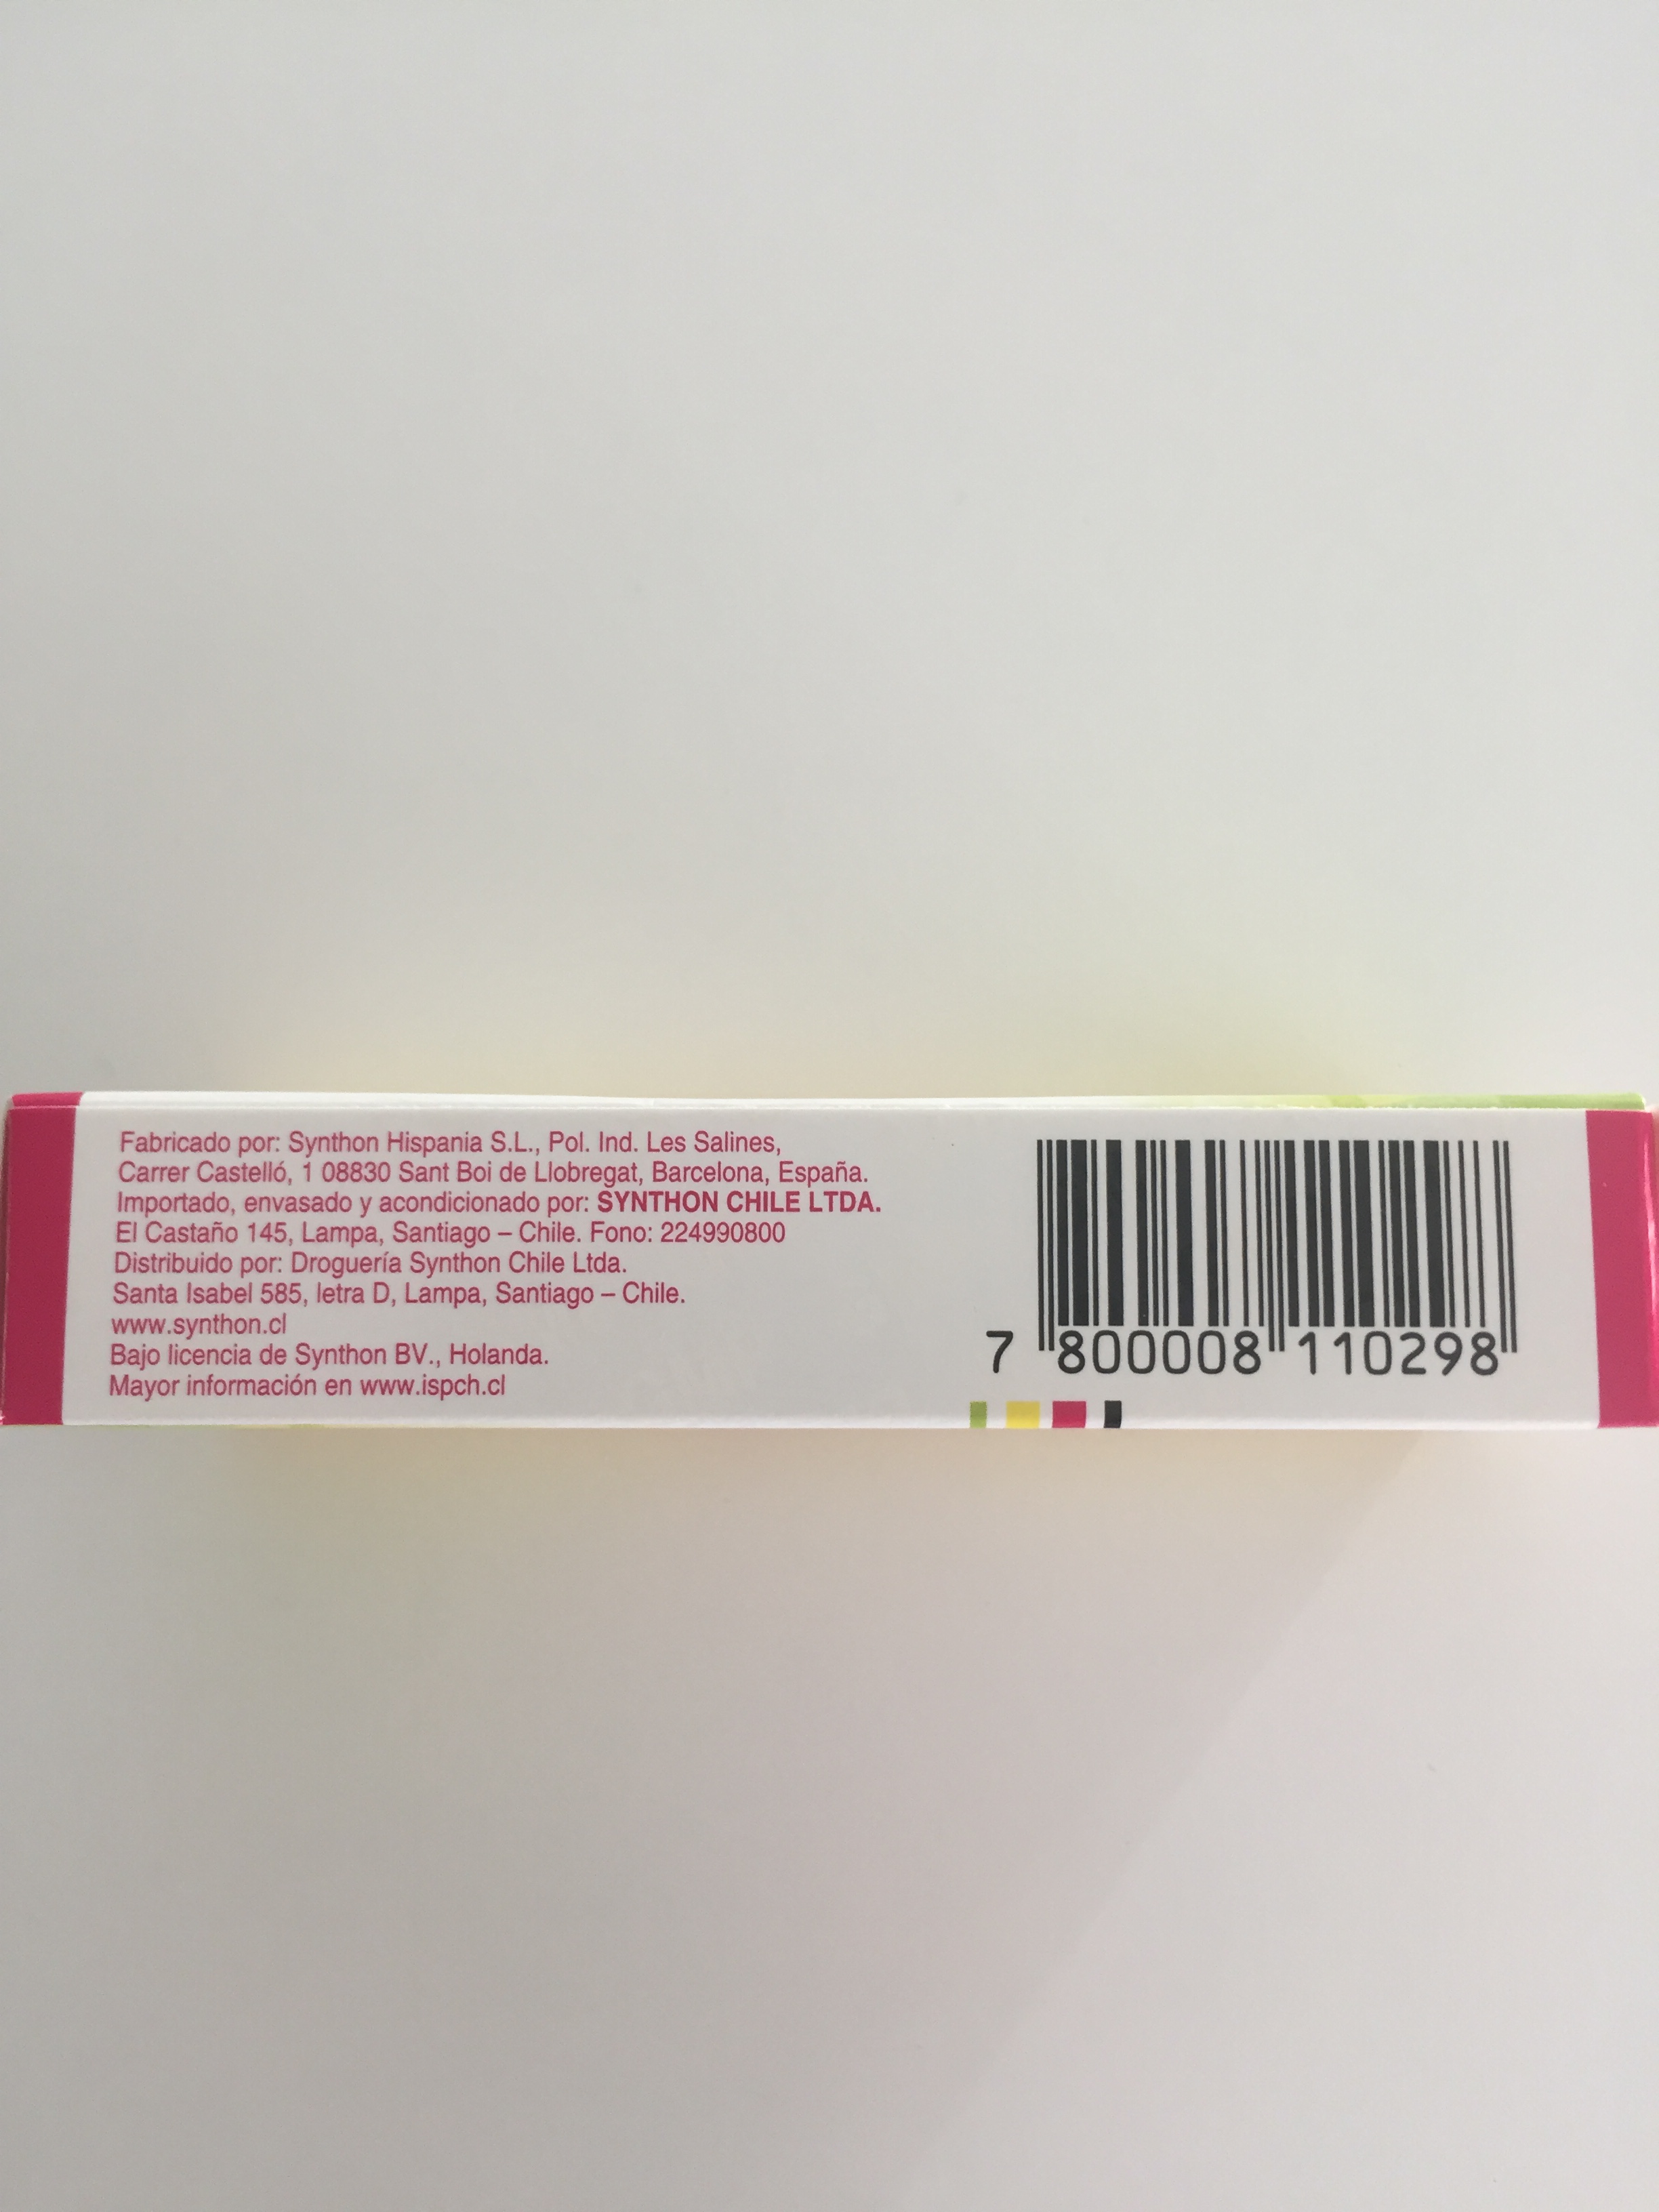 Fabricado por: Synthon Hispania S.L., Pol. Ind. Les Salines,
Carrer Castelló, 1 08830 Sant Boi de Llobregat, Barcelona, España.
Importado, envasado y acondicionado por: SYNTHON CHILE LTDA.
El Castaño 145, Lampa, Santiago – Chile. Fono: 224990800
Distribuido por: Droguería Synthon Chile Ltda.
Santa Isabel 585, letra D, Lampa, Santiago – Chile.
www.synthon.cl
Bajo licencia de Synthon BV., Holanda.
Mayor información en www.ispch.cl
7 800008 110298